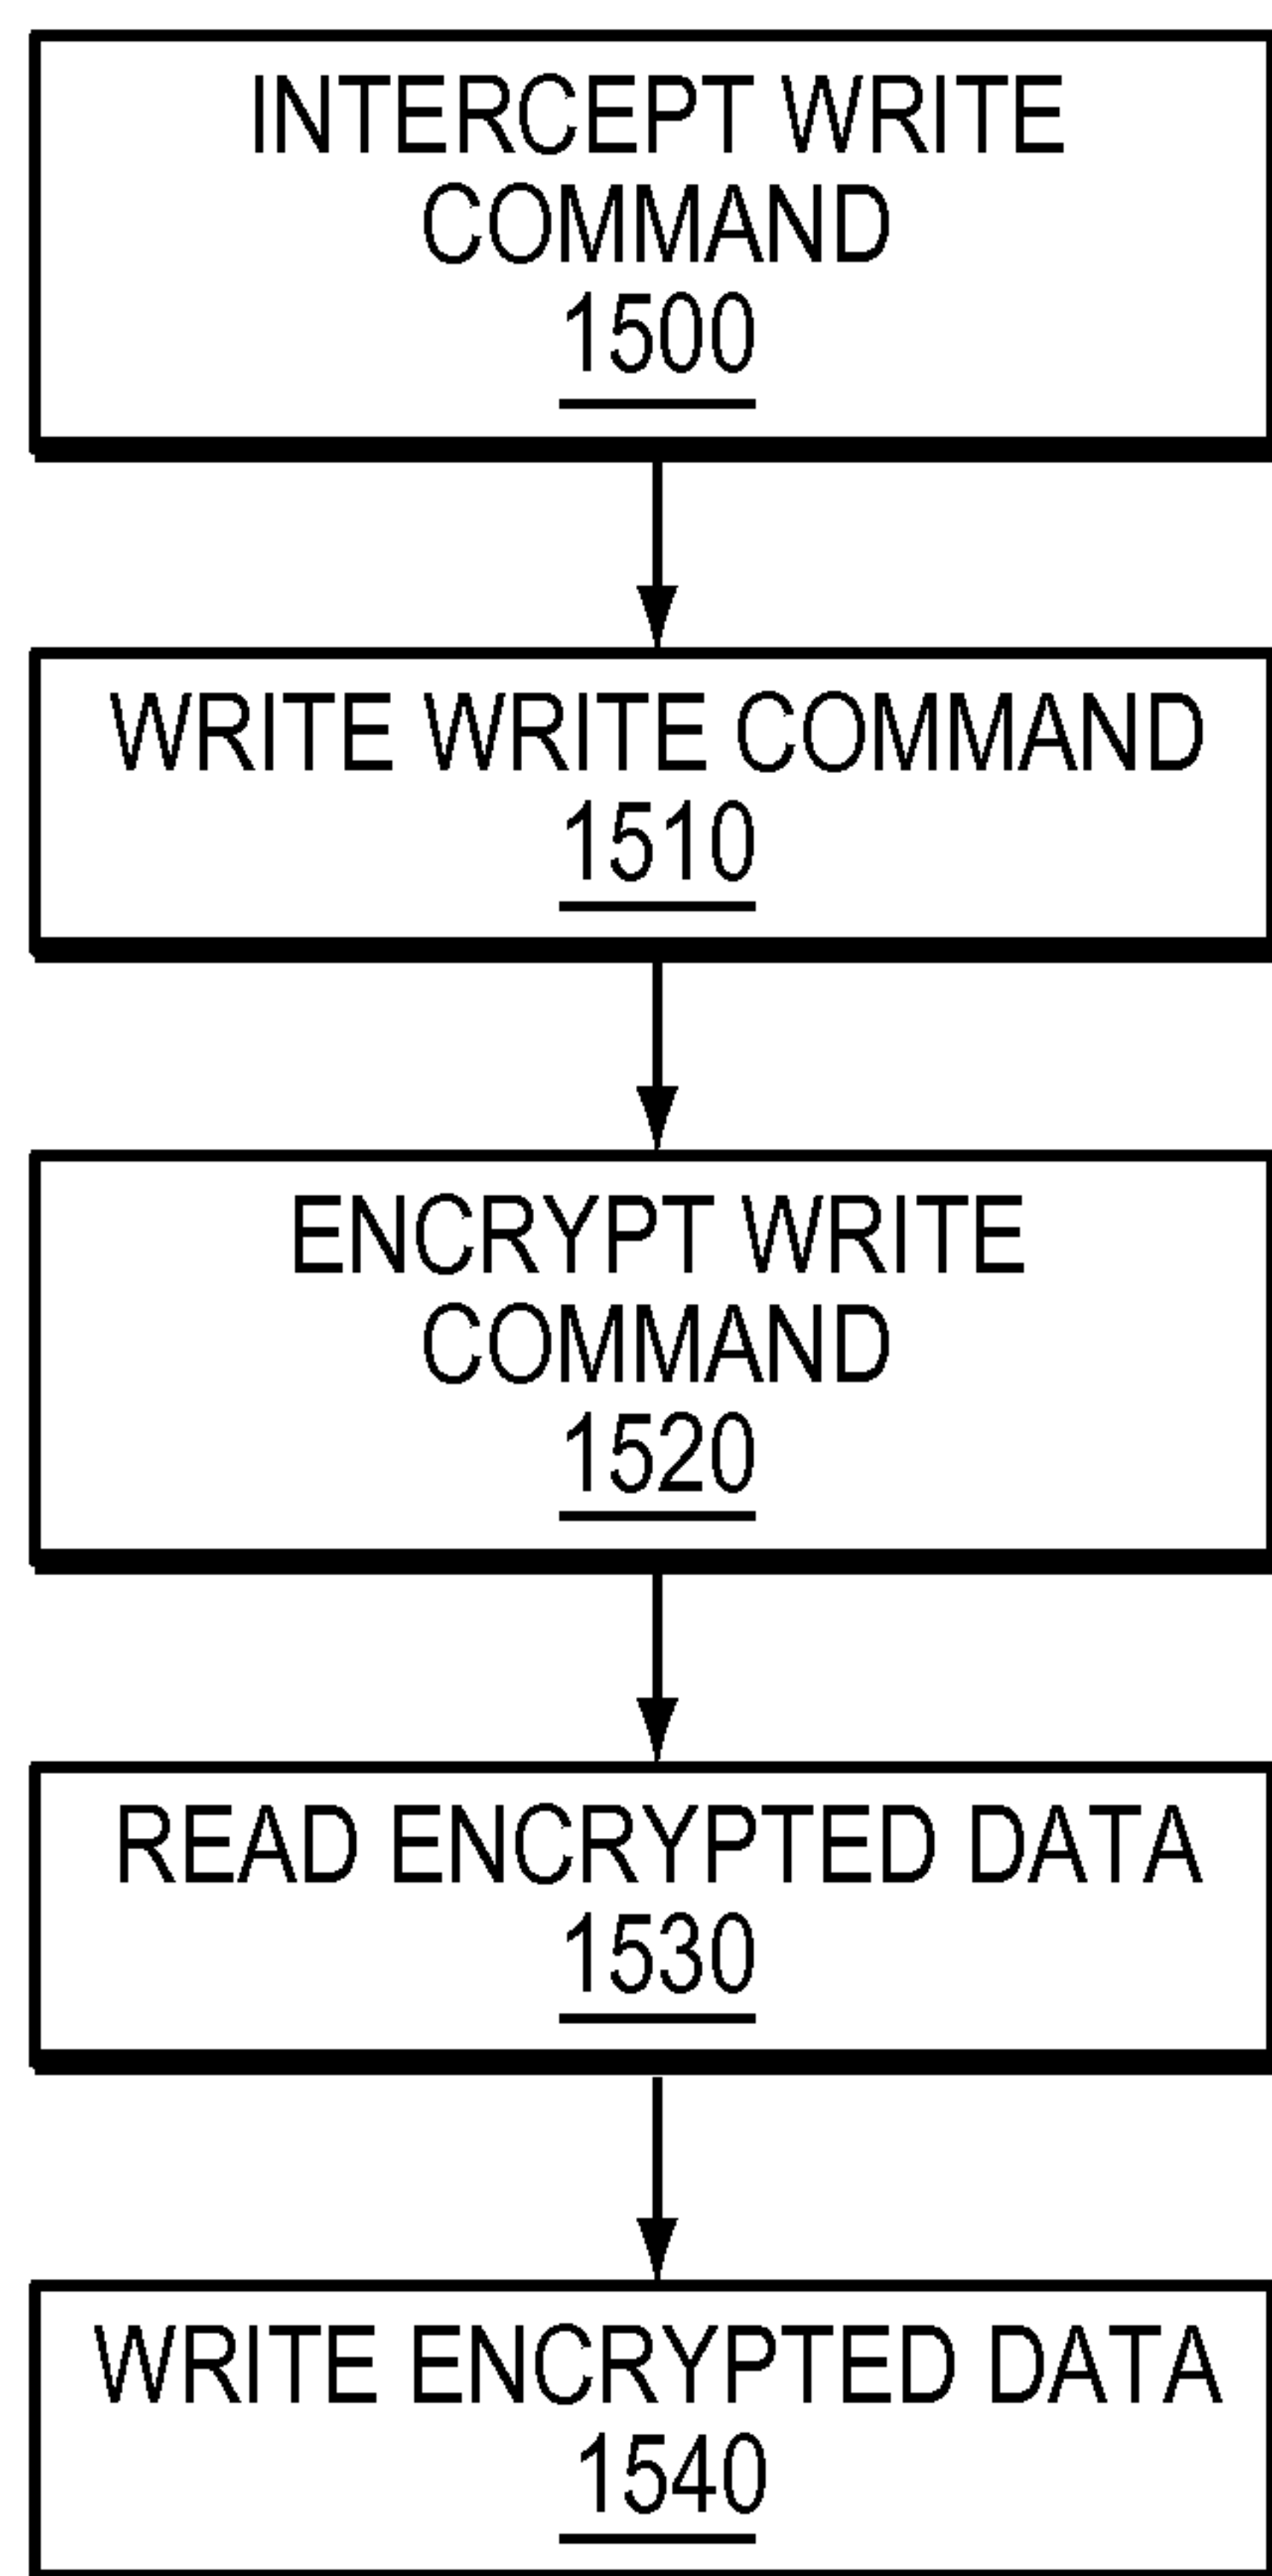 INTERCEPT WRITE
COMMAND
1500
WRITE WRITE COMMAND
1510
ENCRYPT WRITE
COMMAND
1520
READ ENCRYPTED DATA
1530
WRITE ENCRYPTED DATA
1540